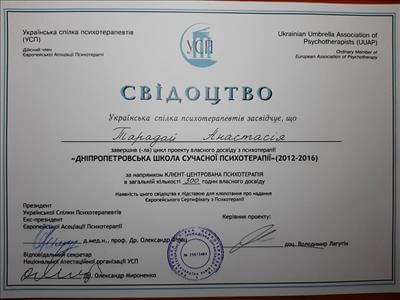 Українська спілка психотерапевтів
(УСП)
Дійсний член
Європейської Асоціації Психотерапії
УСП
Ukrainian Umbrella Association of
Psychotherapists (UUAP)
Ordinary Member of
European Association of Psychotherapy
СВІДОЦТВО
Українська спілка психотерапевтів засвідчує, що
Тарадай Анастасія
завершив (-ла) цикл проекту власного досвіду з психотерапії
«ДНІПРОПЕТРОВСЬКА ШКОЛА СУЧАСНОЇ ПСИХОТЕРАПІЇ»(2012-2016)
за напрямком КЛІЄНТ-ЦЕНТРОВАНА ПСИХОТЕРАПІЯ
в загальній кількості 300 годин власного досвіду
Наявність цього свідоцтва є підставою для клопотання про надання
Європейського Сертифікату з Психотерапії
Президент
Української Спілки Психотерапевтів
Екс-президент
Європейської Асоціації Психотерапії
д.мед.н., проф. Др. Олександр Фільц
Відповідальний секретар
Національної Атестаційної організації УСП
Др. Олександр Мироненко
Керівник проекту:
доц. Володимир Лагутін